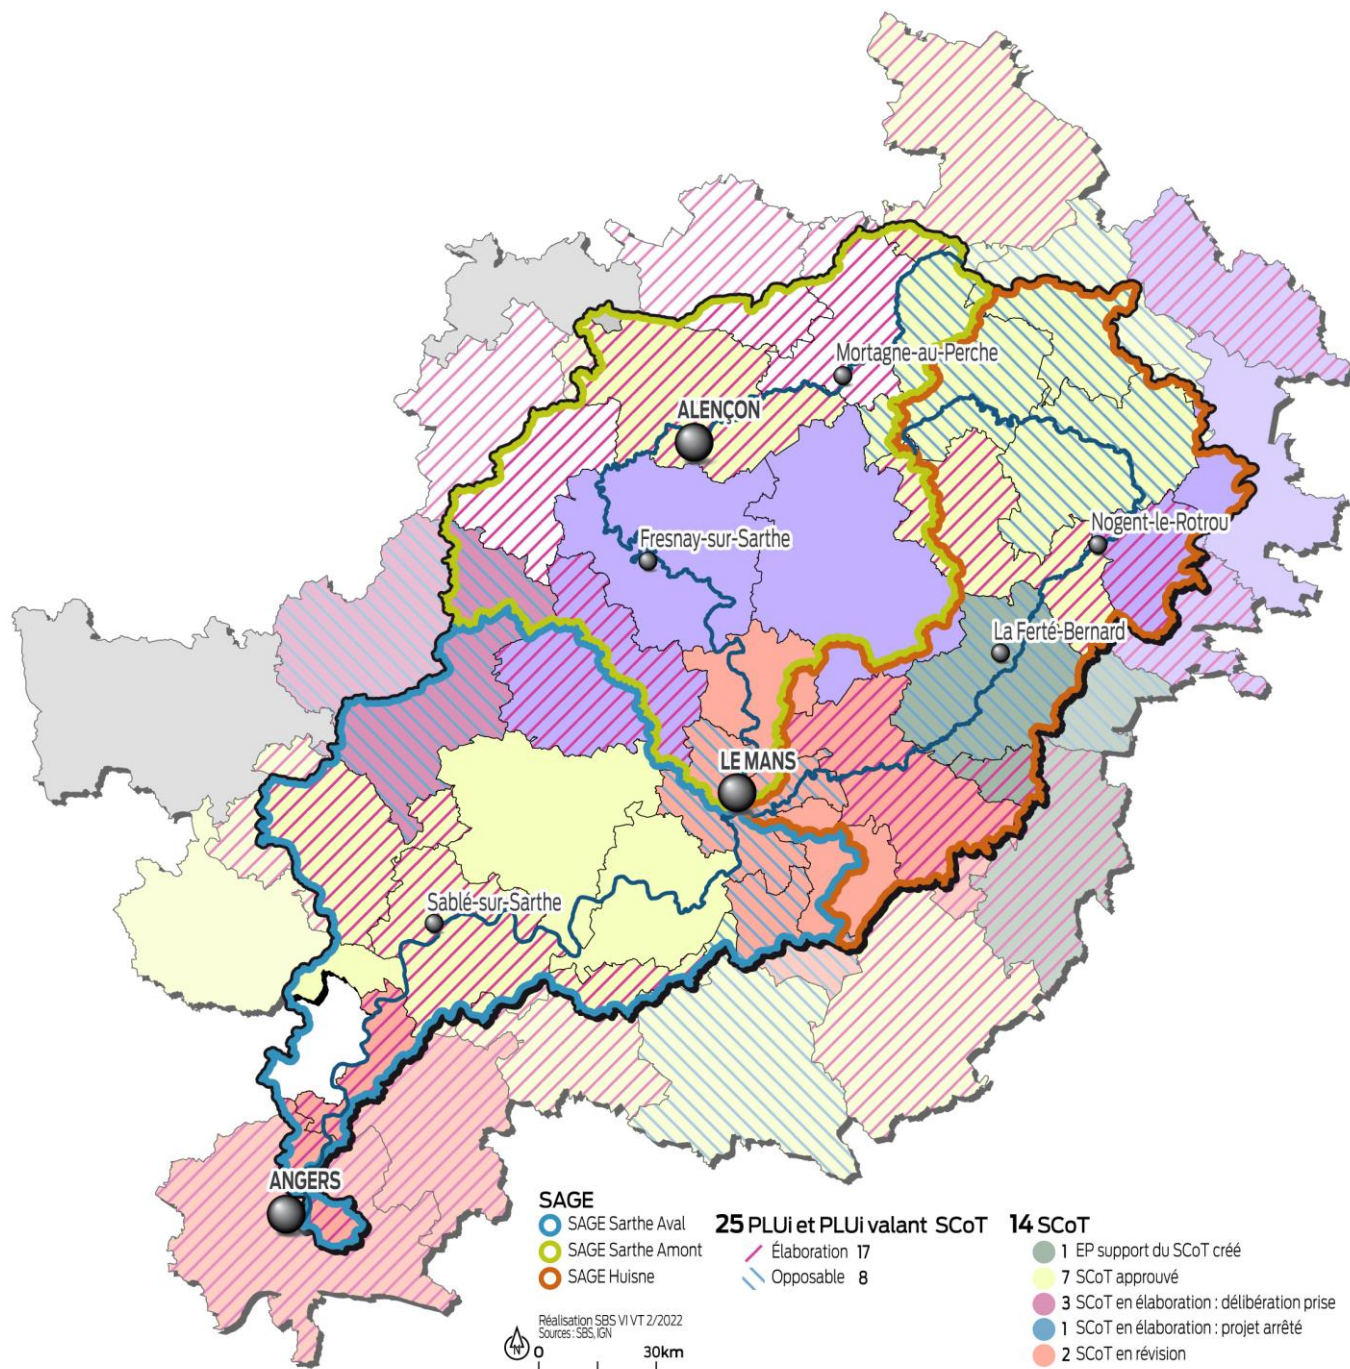 Mortagne-au-Perche
ALENÇON
Nogent-le-Rotrou
Fresnay-sur-Sarthe
La Ferté-Bernard
LE MANS
Sablé-sur-Sarthe
ANGERS
SAGE
SAGE Sarthe Aval
SAGE Sarthe Amont
SAGE Huisne
25 PLUi et PLUi valant SCoT
Élaboration 17
Opposable 8
14 SCoT
1 EP support du SCoT créé
7 SCoT approuvé
3 SCoT en élaboration : délibération prise
1 SCoT en élaboration : projet arrêté
2 SCoT en révision
Réalisation SBS VI VT 2/2022
Sources : SBS, IGN
N
0 30km